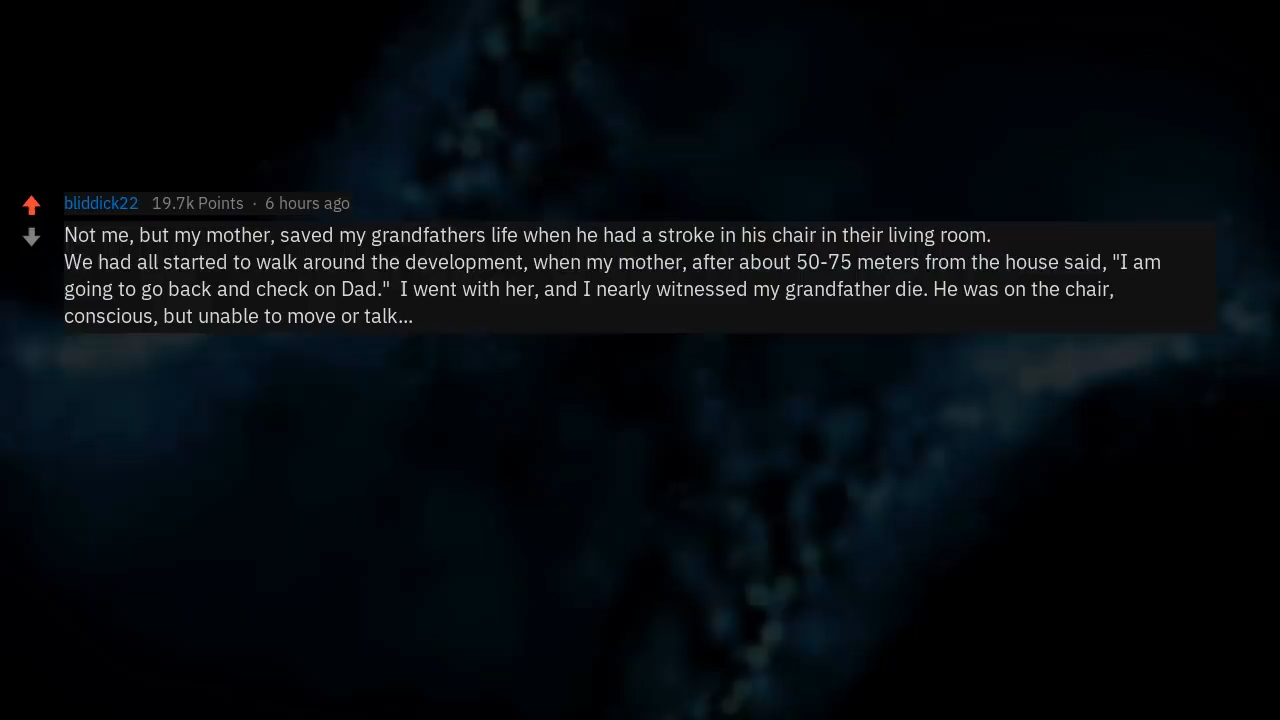 bliddick22 19.7k Points · 6 hours ago
Not me, but my mother, saved my grandfathers life when he had a stroke in his chair in their living room.
We had all started to walk around the development, when my mother, after about 50-75 meters from the house said, "I am
going to go back and check on Dad."  I went with her, and I nearly witnessed my grandfather die. He was on the chair,
conscious, but unable to move or talk...